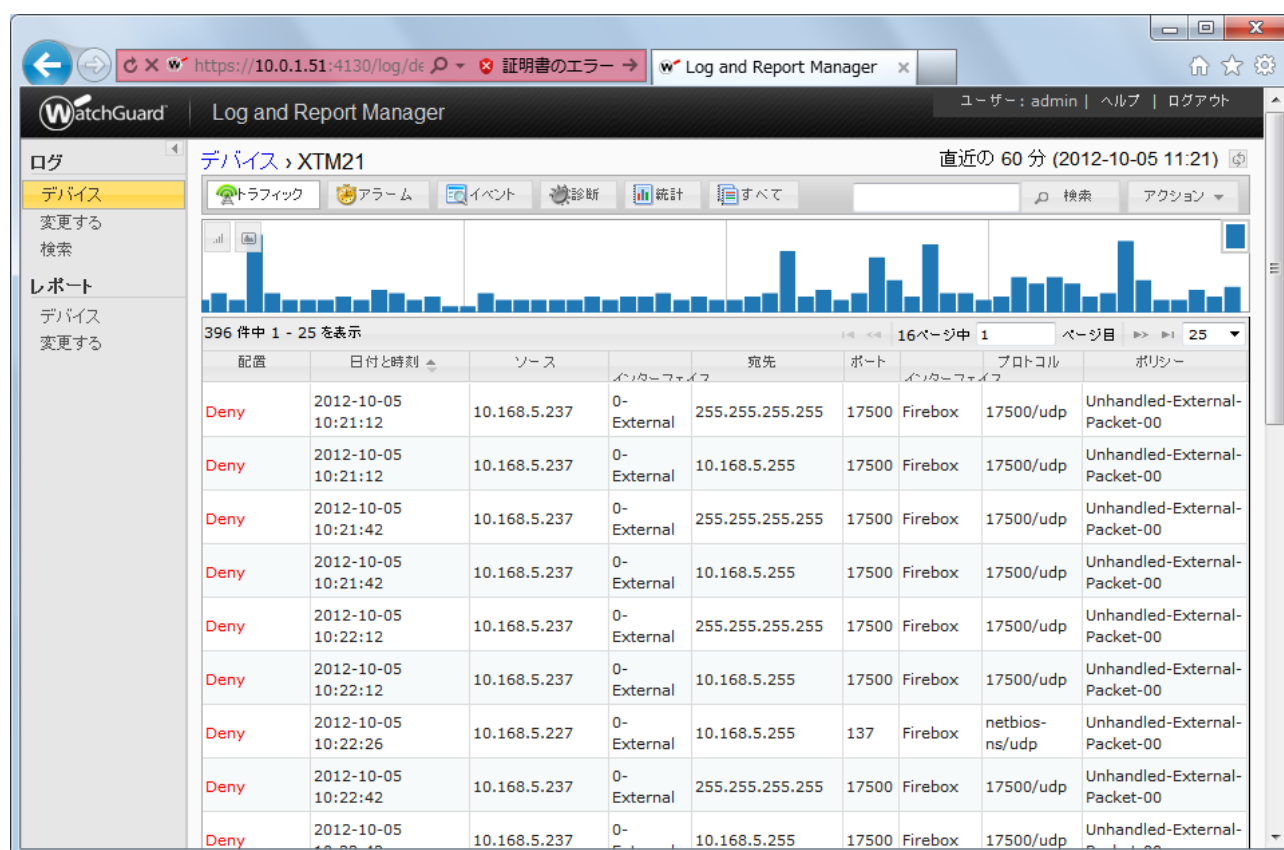 https://10.0.1.51:4130/log/de 証明書のエラー Log and Report Manager
WatchGuard Log and Report Manager ユーザー: admin | ヘルプ | ログアウト
ログ
デバイス
変更する
検索
レポート
デバイス
変更する
デバイス › XTM21 直近の 60 分 (2012-10-05 11:21)
トラフィック アラーム イベント 診断 統計 すべて 検索 アクション
396 件中 1 - 25 を表示 16ページ中 1 ページ目 25
配置 日付と時刻 ソース インターフェイス 宛先 ポート インターフェイス プロトコル ポリシー
Deny 2012-10-05 10:21:12 10.168.5.237 0-External 255.255.255.255 17500 Firebox 17500/udp Unhandled-External-Packet-00
Deny 2012-10-05 10:21:12 10.168.5.237 0-External 10.168.5.255 17500 Firebox 17500/udp Unhandled-External-Packet-00
Deny 2012-10-05 10:21:42 10.168.5.237 0-External 255.255.255.255 17500 Firebox 17500/udp Unhandled-External-Packet-00
Deny 2012-10-05 10:21:42 10.168.5.237 0-External 10.168.5.255 17500 Firebox 17500/udp Unhandled-External-Packet-00
Deny 2012-10-05 10:22:12 10.168.5.237 0-External 255.255.255.255 17500 Firebox 17500/udp Unhandled-External-Packet-00
Deny 2012-10-05 10:22:12 10.168.5.237 0-External 10.168.5.255 17500 Firebox 17500/udp Unhandled-External-Packet-00
Deny 2012-10-05 10:22:26 10.168.5.227 0-External 10.168.5.255 137 Firebox netbios-ns/udp Unhandled-External-Packet-00
Deny 2012-10-05 10:22:42 10.168.5.237 0-External 255.255.255.255 17500 Firebox 17500/udp Unhandled-External-Packet-00
Deny 2012-10-05 10.168.5.237 0- 10.168.5.255 17500 Firebox 17500/udp Unhandled-External-